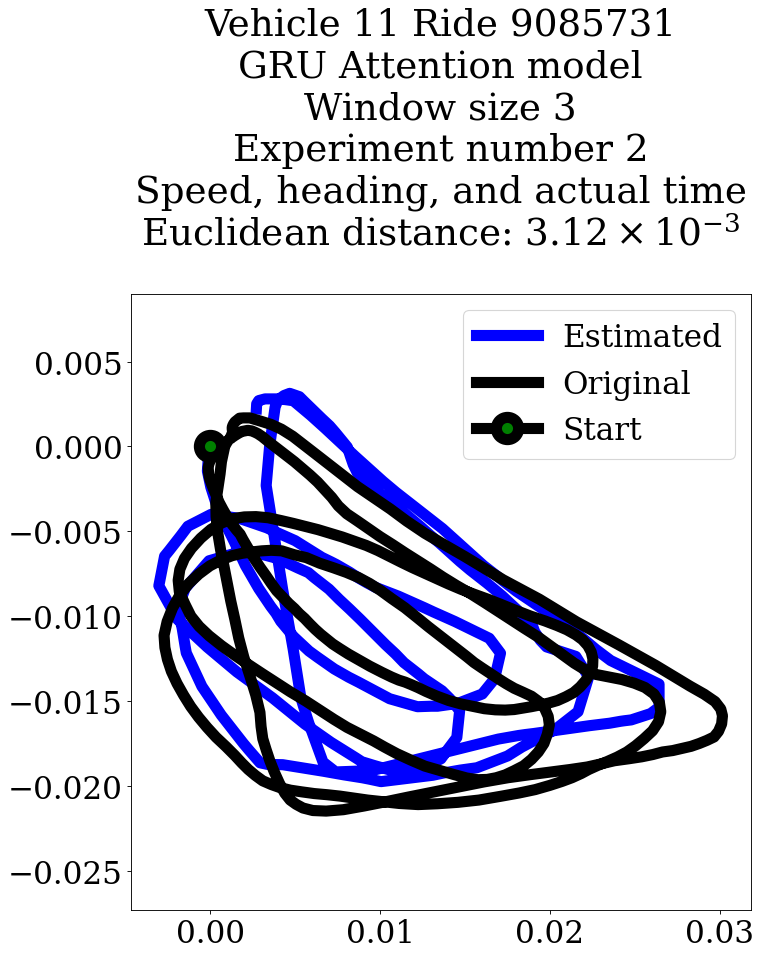 Vehicle 11 Ride 9085731
GRU Attention model
Window size 3
Experiment number 2
Speed, heading, and actual time
Euclidean distance: 3.12 × 10⁻³
Estimated
Original
Start
0.005
0.000
−0.005
−0.010
−0.015
−0.020
−0.025
0.00 0.01 0.02 0.03